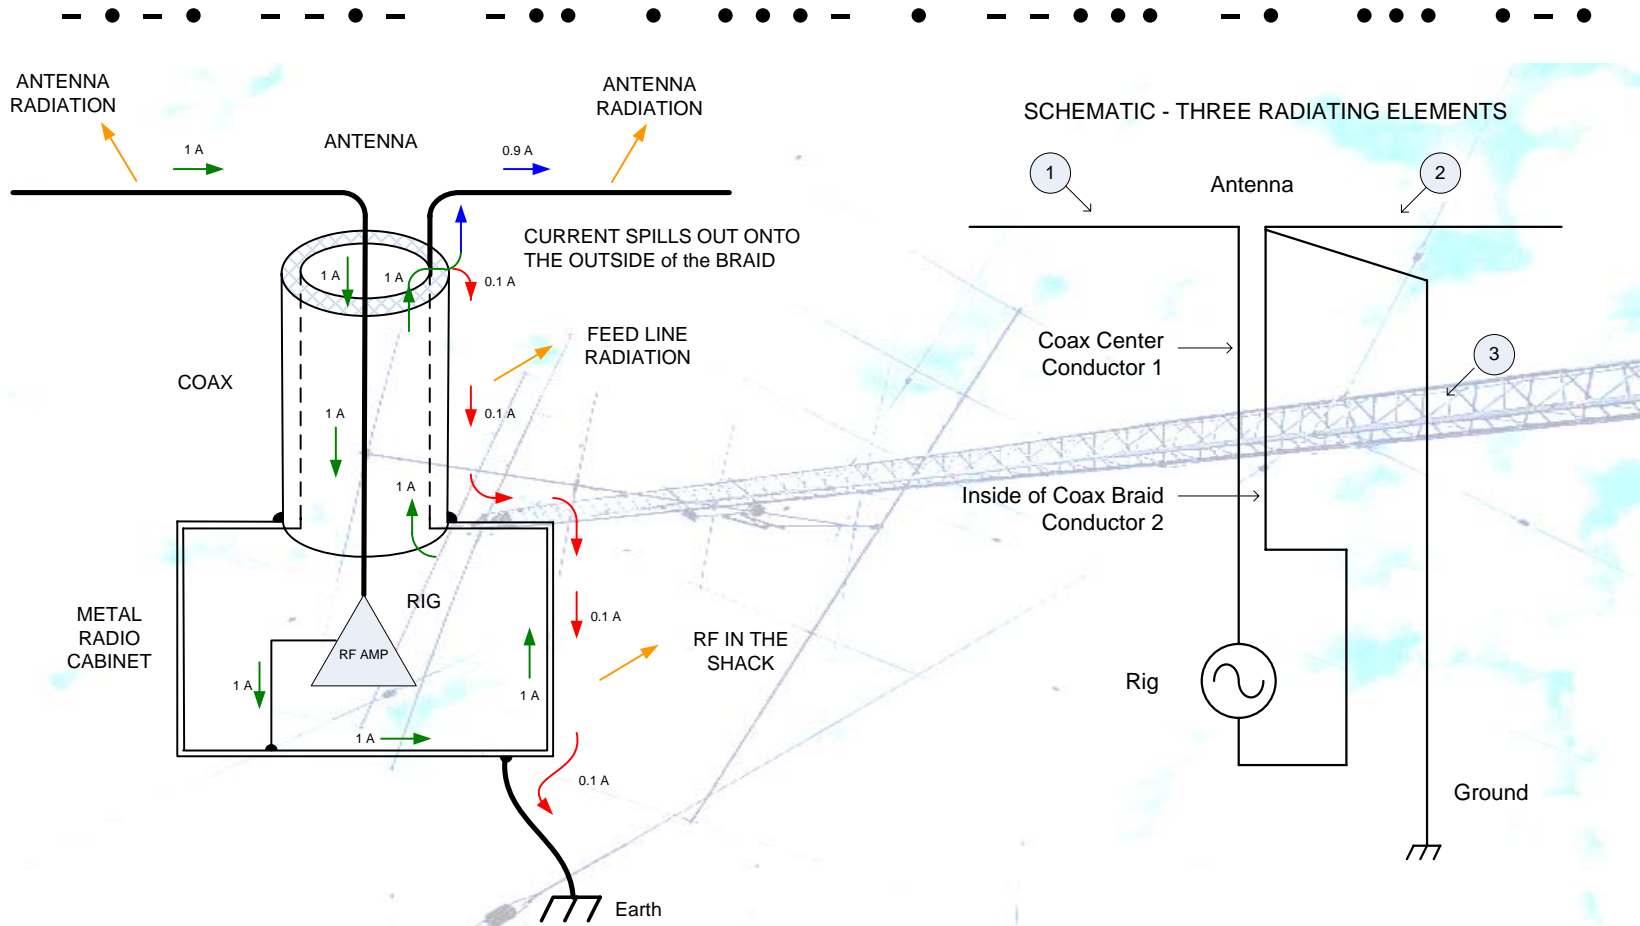 ANTENNA
RADIATION
1 A
ANTENNA
0.9 A
ANTENNA
RADIATION
CURRENT SPILLS OUT ONTO
THE OUTSIDE of the BRAID
1 A
1 A
0.1 A
FEED LINE
RADIATION
COAX
1 A
0.1 A
1 A
METAL
RADIO
CABINET
RIG
RF AMP
0.1 A
RF IN THE
SHACK
1 A
1 A
1 A
0.1 A
Earth
SCHEMATIC - THREE RADIATING ELEMENTS
1
Antenna
2
Coax Center
Conductor 1
3
Inside of Coax Braid
Conductor 2
Rig
Ground